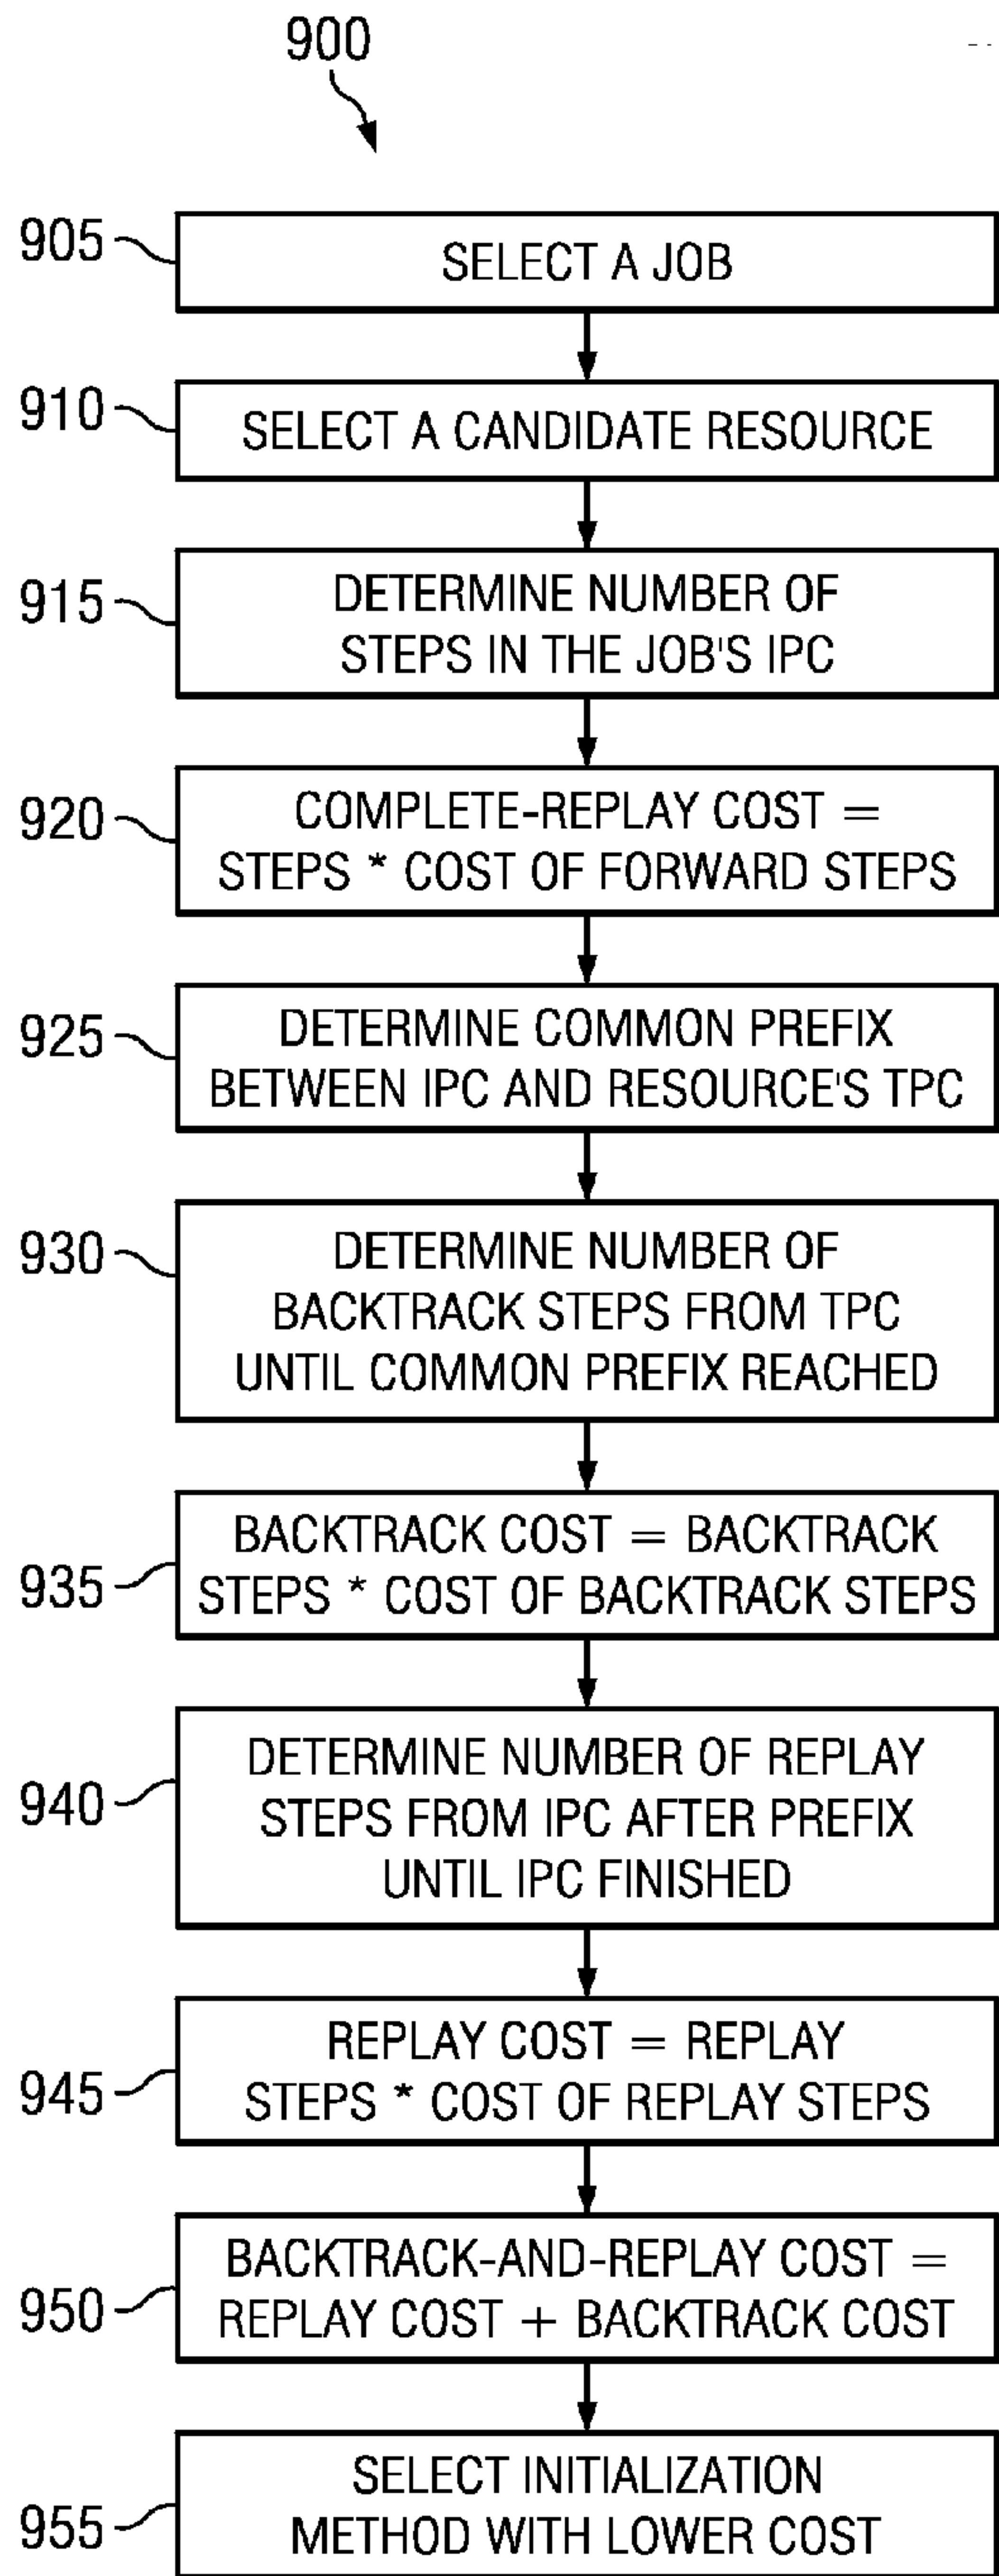 900
905
SELECT A JOB
910
SELECT A CANDIDATE RESOURCE
915
DETERMINE NUMBER OF
STEPS IN THE JOB'S IPC
920
COMPLETE-REPLAY COST =
STEPS * COST OF FORWARD STEPS
925
DETERMINE COMMON PREFIX
BETWEEN IPC AND RESOURCE'S TPC
930
DETERMINE NUMBER OF
BACKTRACK STEPS FROM TPC
UNTIL COMMON PREFIX REACHED
935
BACKTRACK COST = BACKTRACK
STEPS * COST OF BACKTRACK STEPS
940
DETERMINE NUMBER OF REPLAY
STEPS FROM IPC AFTER PREFIX
UNTIL IPC FINISHED
945
REPLAY COST = REPLAY
STEPS * COST OF REPLAY STEPS
950
BACKTRACK-AND-REPLAY COST =
REPLAY COST + BACKTRACK COST
955
SELECT INITIALIZATION
METHOD WITH LOWER COST